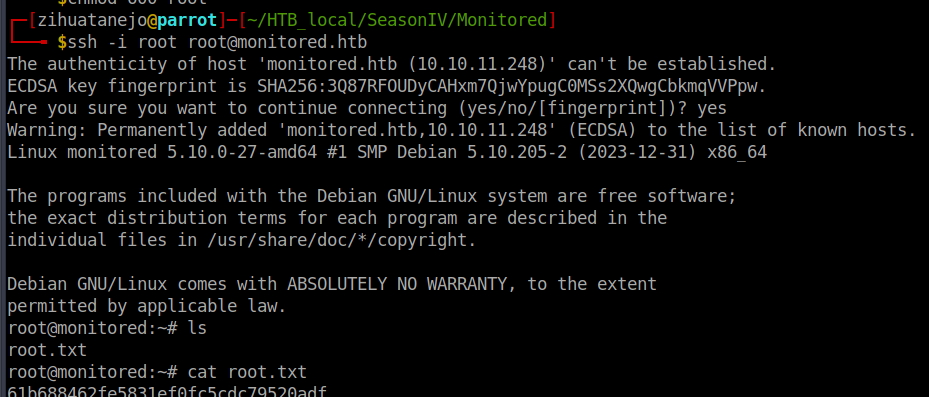 $chmod 600 root
┌─[zihuatanejo@parrot]─[~/HTB_local/SeasonIV/Monitored]
└──╼ $ssh -i root root@monitored.htb
The authenticity of host 'monitored.htb (10.10.11.248)' can't be established.
ECDSA key fingerprint is SHA256:3Q87RFOUDyCAHxm7QjwYpugC0MSs2XQwgCbkmqVVPpw.
Are you sure you want to continue connecting (yes/no/[fingerprint])? yes
Warning: Permanently added 'monitored.htb,10.10.11.248' (ECDSA) to the list of known hosts.
Linux monitored 5.10.0-27-amd64 #1 SMP Debian 5.10.205-2 (2023-12-31) x86_64
The programs included with the Debian GNU/Linux system are free software;
the exact distribution terms for each program are described in the
individual files in /usr/share/doc/*/copyright.
Debian GNU/Linux comes with ABSOLUTELY NO WARRANTY, to the extent
permitted by applicable law.
root@monitored:~# ls
root.txt
root@monitored:~# cat root.txt
61b688462fe5831ef0fc5cdc79520adf